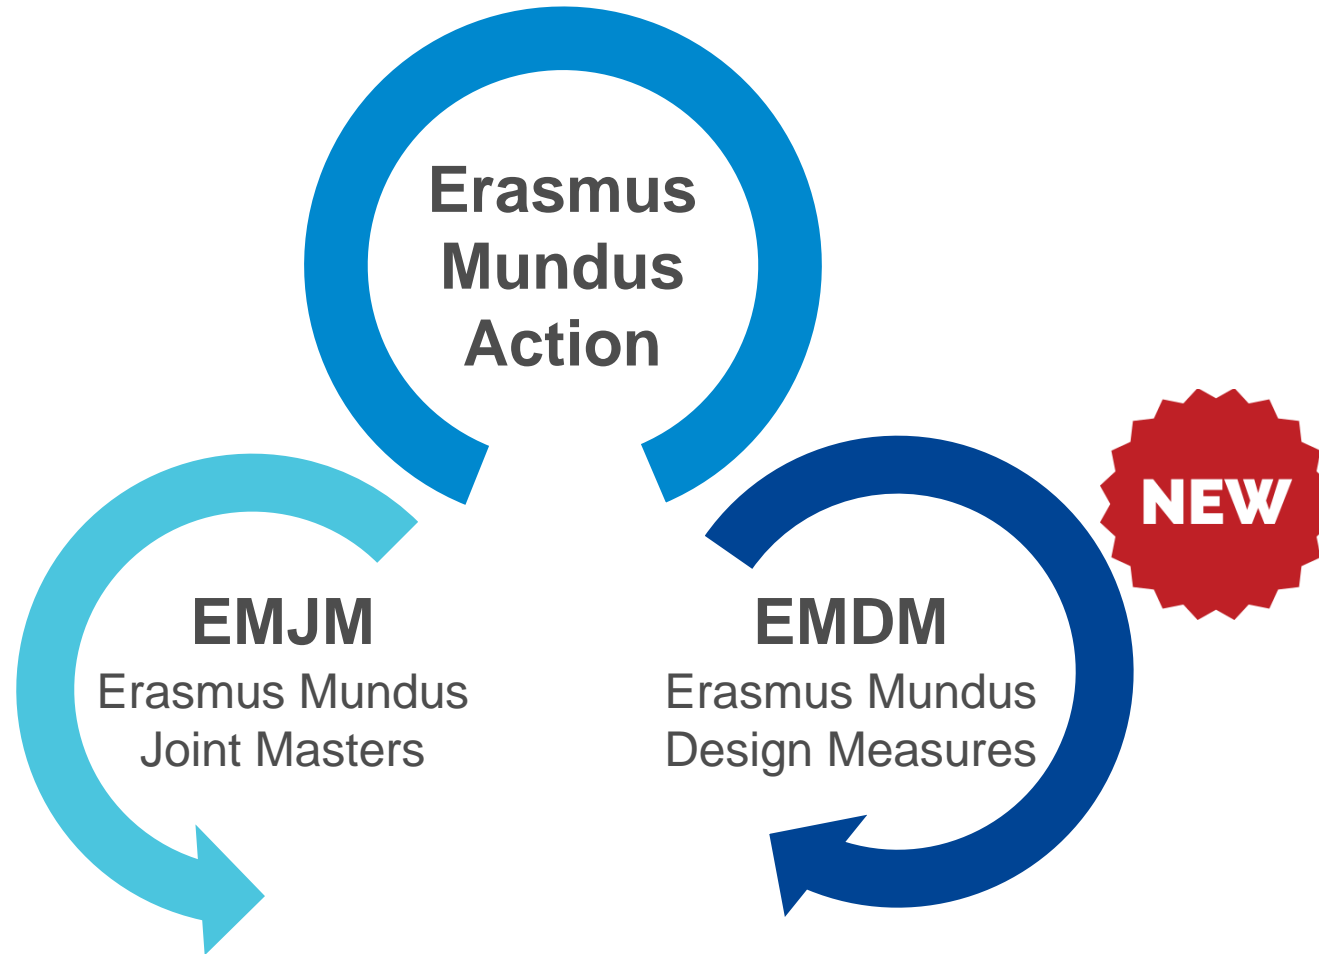 Erasmus
Mundus
Action
EMJM
Erasmus Mundus
Joint Masters
EMDM
Erasmus Mundus
Design Measures
NEW